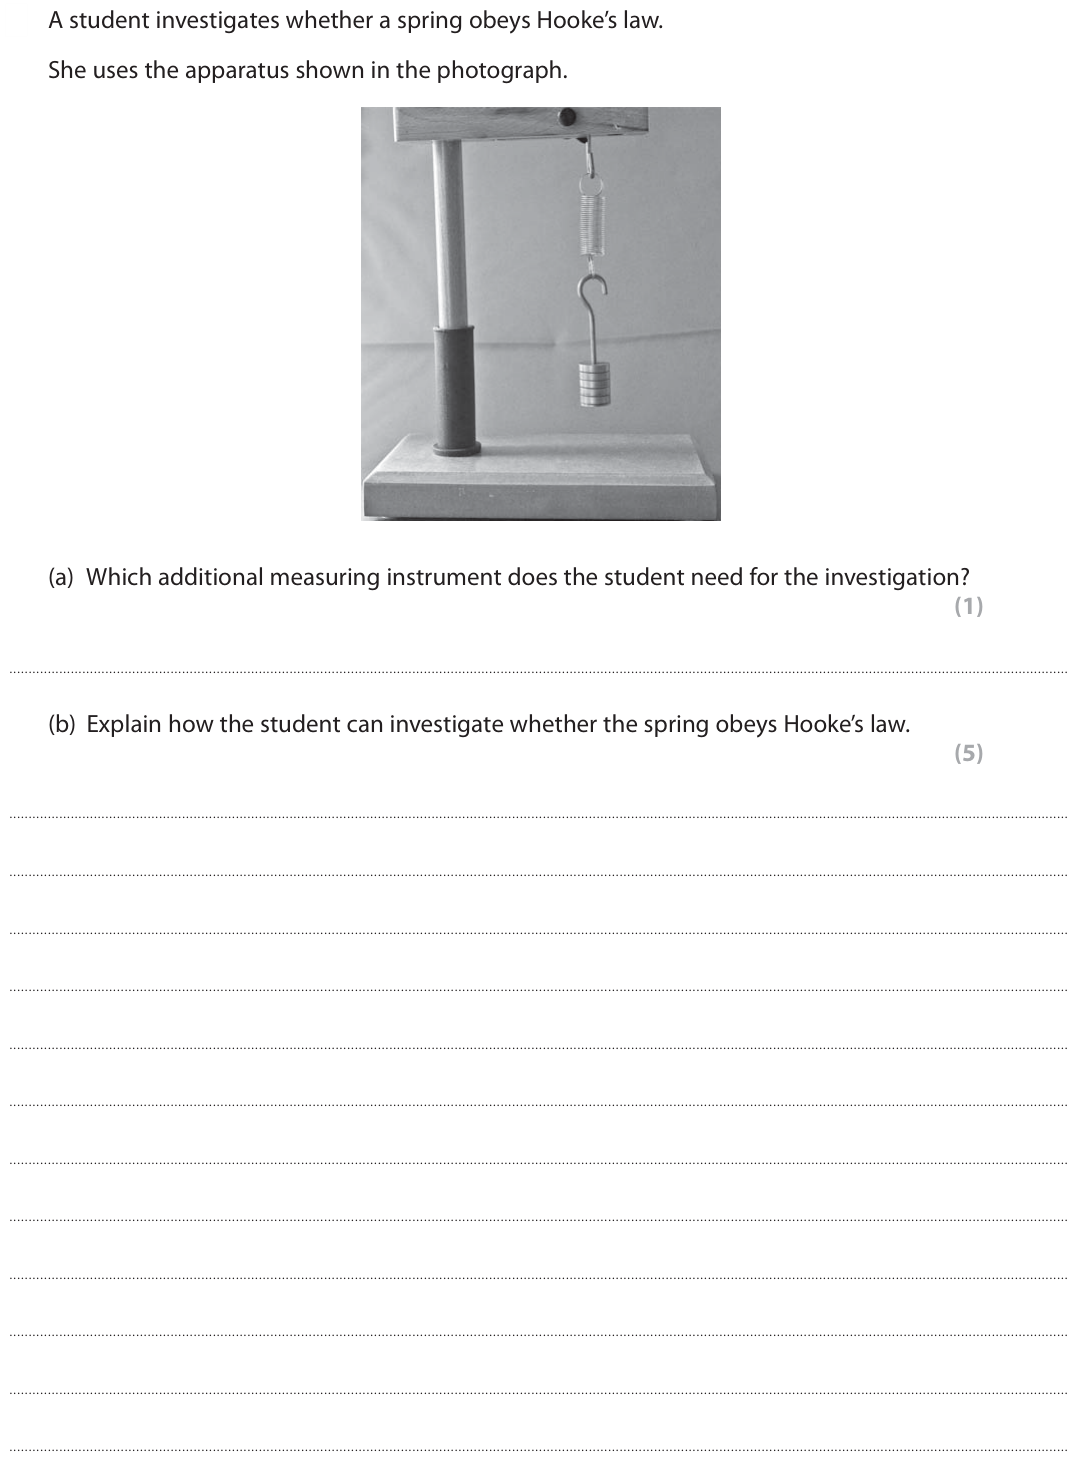 A student investigates whether a spring obeys Hooke’s law.
She uses the apparatus shown in the photograph.
(a) Which additional measuring instrument does the student need for the investigation?
(1)
(b) Explain how the student can investigate whether the spring obeys Hooke’s law.
(5)